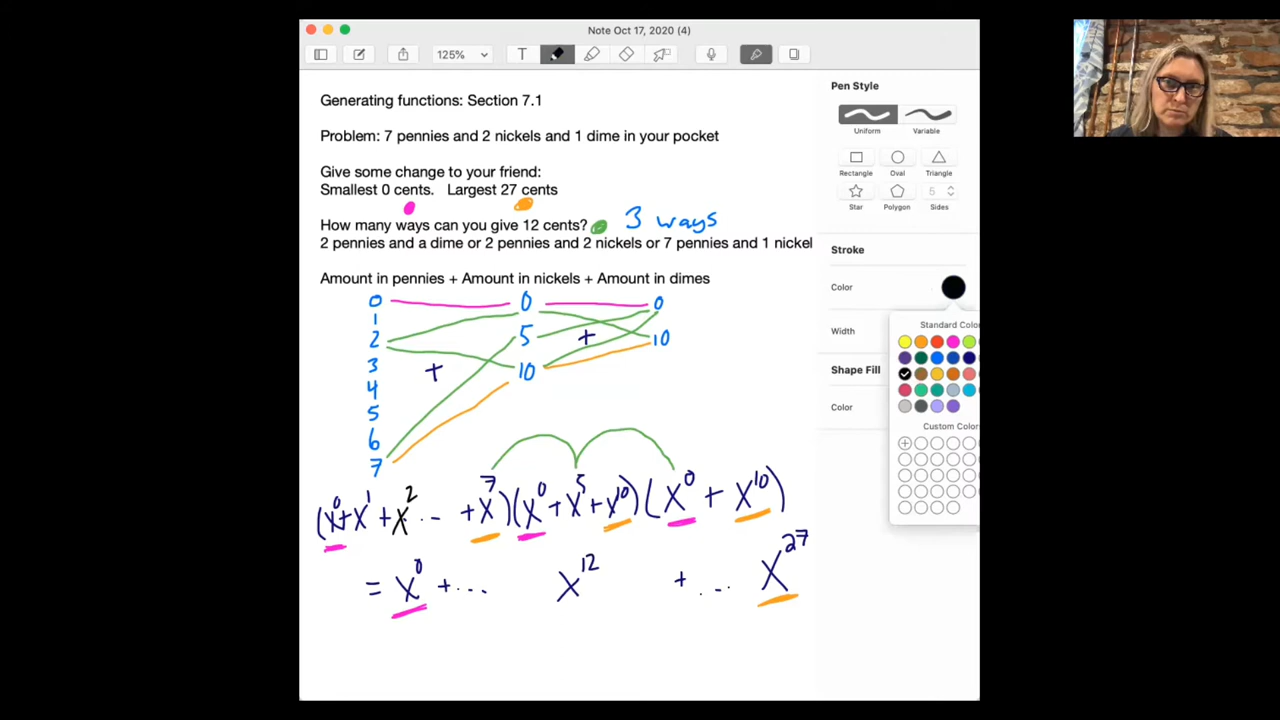 Note Oct 17, 2020 (4)
125%
T
Generating functions: Section 7.1
Problem: 7 pennies and 2 nickels and 1 dime in your pocket
Give some change to your friend:
Smallest 0 cents. Largest 27 cents
How many ways can you give 12 cents? 3 ways
2 pennies and a dime or 2 pennies and 2 nickels or 7 pennies and 1 nickel
Amount in pennies + Amount in nickels + Amount in dimes
0 0 0
1
2 5 + 10
3
+ 10
4
5
6
7
(x⁰+x¹+x²... +x⁷)(x⁰+x⁵+x¹⁰)(x⁰+x¹⁰)
= x⁰+... x¹² +... x²⁷
Pen Style
Uniform Variable
Rectangle Oval Triangle
5
Star Polygon Sides
Stroke
Color
Width
Shape Fill
Color
Standard Colo
Custom Color